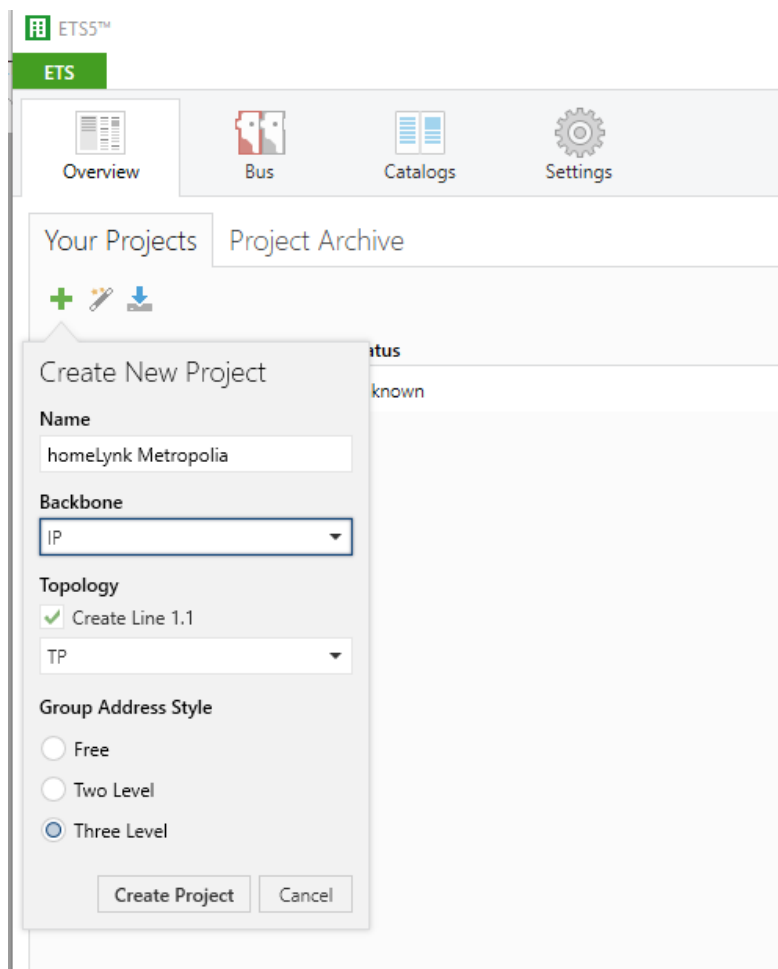 ETS5™
ETS
Overview Bus Catalogs Settings
Your Projects Project Archive
atus
Create New Project
known
Name
homeLynk Metropolia
Backbone
IP
Topology
Create Line 1.1
TP
Group Address Style
Free
Two Level
Three Level
Create Project Cancel